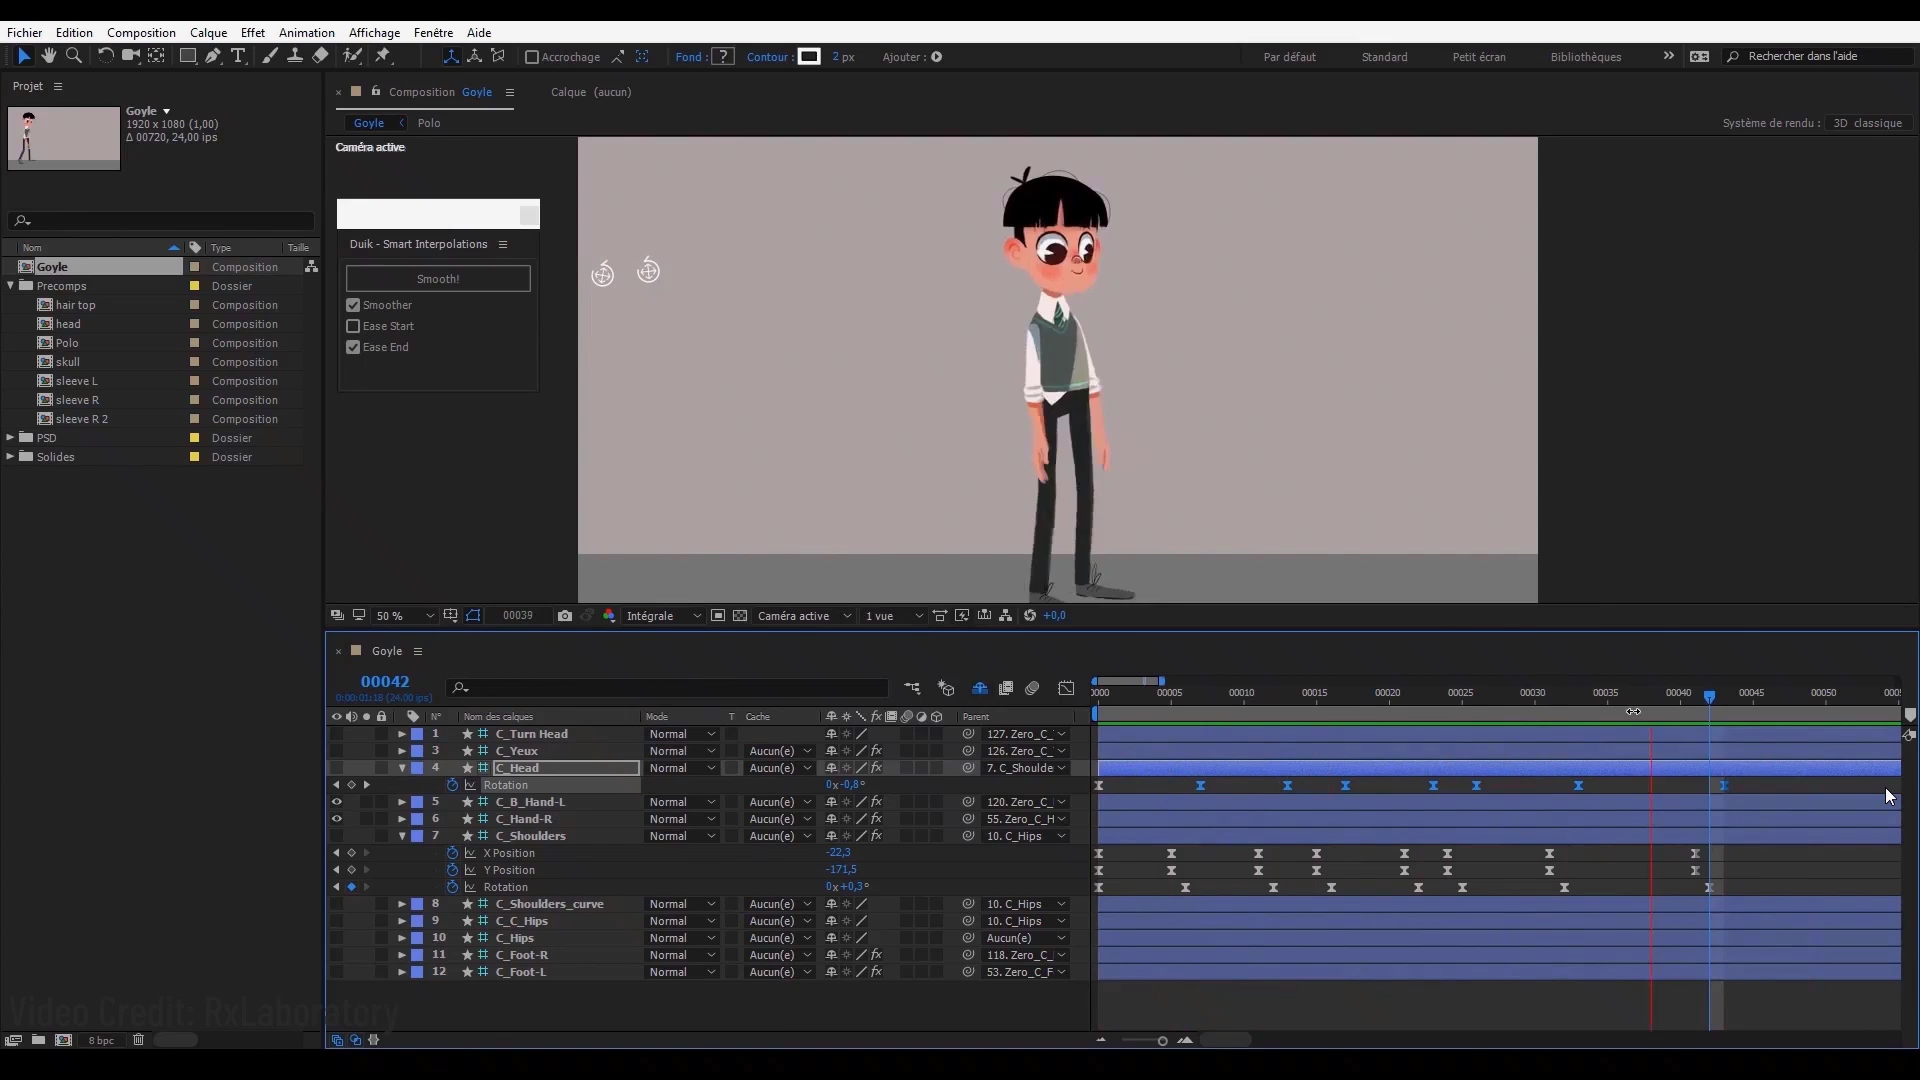 Fichier Edition Composition Calque Effet Animation Affichage Fenêtre Aide
Accrochage Fond : ? Contour : 2 px Ajouter : Par défaut Standard Petit écran Bibliothèques Rechercher dans l'aide
Projet
Goyle
1920 x 1080 (1,00)
Δ 00720, 24,00 ips
Nom Type Taille
Goyle Composition
Precomps Dossier
hair top Composition
head Composition
Polo Composition
skull Composition
sleeve L Composition
sleeve R Composition
sleeve R 2 Composition
PSD Dossier
Solides Dossier
Composition Goyle Calque (aucun)
Goyle Polo Système de rendu : 3D classique
Caméra active
Duik - Smart Interpolations
Smooth!
Smoother
Ease Start
Ease End
50 % 00039 Intégrale Caméra active 1 vue +0,0
Goyle
00042
0:00:01:18 (24.00 ips)
0000 00005 00010 00015 00020 00025 00030 00035 00040 00045 00050 0005
N° Nom des calques Mode T Cache Parent
1 C_Turn Head Normal 127. Zero_C_
3 C_Yeux Normal Aucun(e) 126. Zero_C_
4 C_Head Normal Aucun(e) 7. C_Shoulde
Rotation 0x-0,8°
5 C_B_Hand-L Normal Aucun(e) 120. Zero_C_
6 C_Hand-R Normal Aucun(e) 55. Zero_C_H
7 C_Shoulders Normal Aucun(e) 10. C_Hips
X Position -22,3
Y Position -171,5
Rotation 0x+0,3°
8 C_Shoulders_curve Normal Aucun(e) 10. C_Hips
9 C_C_Hips Normal Aucun(e) 10. C_Hips
10 C_Hips Normal Aucun(e) Aucun(e)
11 C_Foot-R Normal Aucun(e) 118. Zero_C_
12 C_Foot-L Normal Aucun(e) 53. Zero_C_F
Video Credit: RxLaboratory
8 bpc